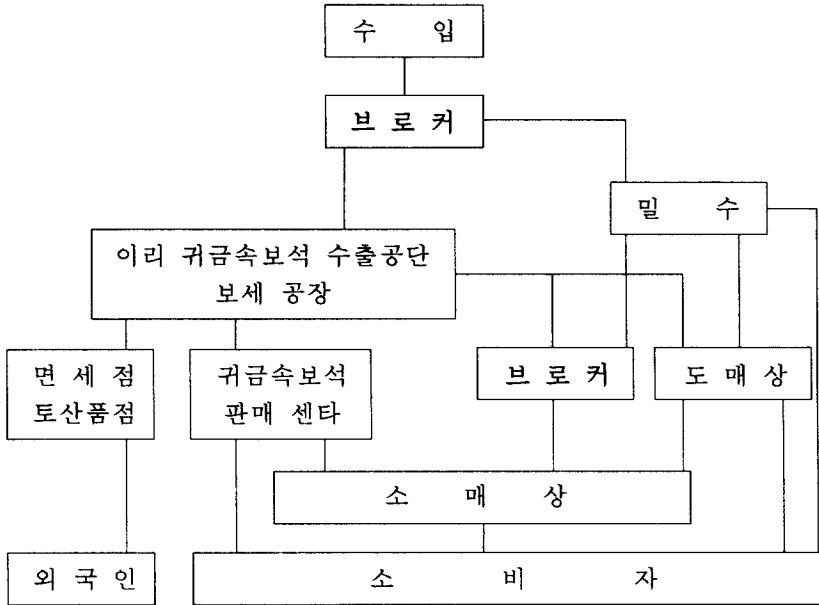 수 입
브 로 커
밀 수
이리 귀금속보석 수출공단
보세 공장
면 세 점
토산품점
귀금속보석
판매 센타
브 로 커
도 매 상
소 매 상
외 국 인
소 비 자